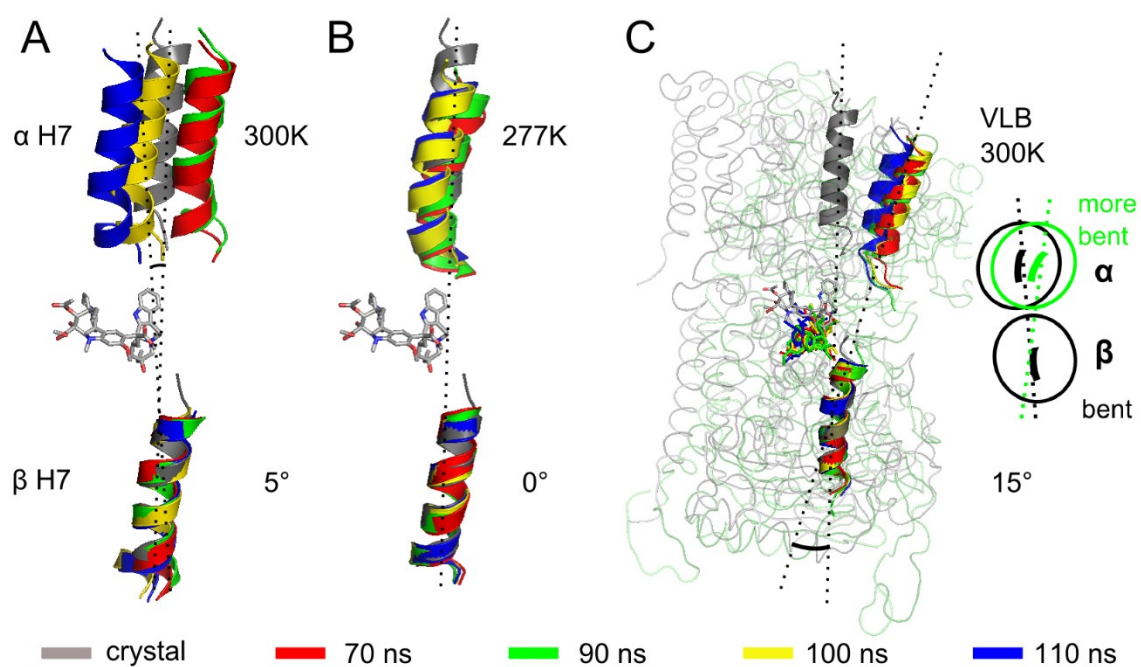 A
B
C
α H7
300K
277K
VLB
300K
more
bent
α
β
bent
β H7
5°
0°
15°
crystal
70 ns
90 ns
100 ns
110 ns